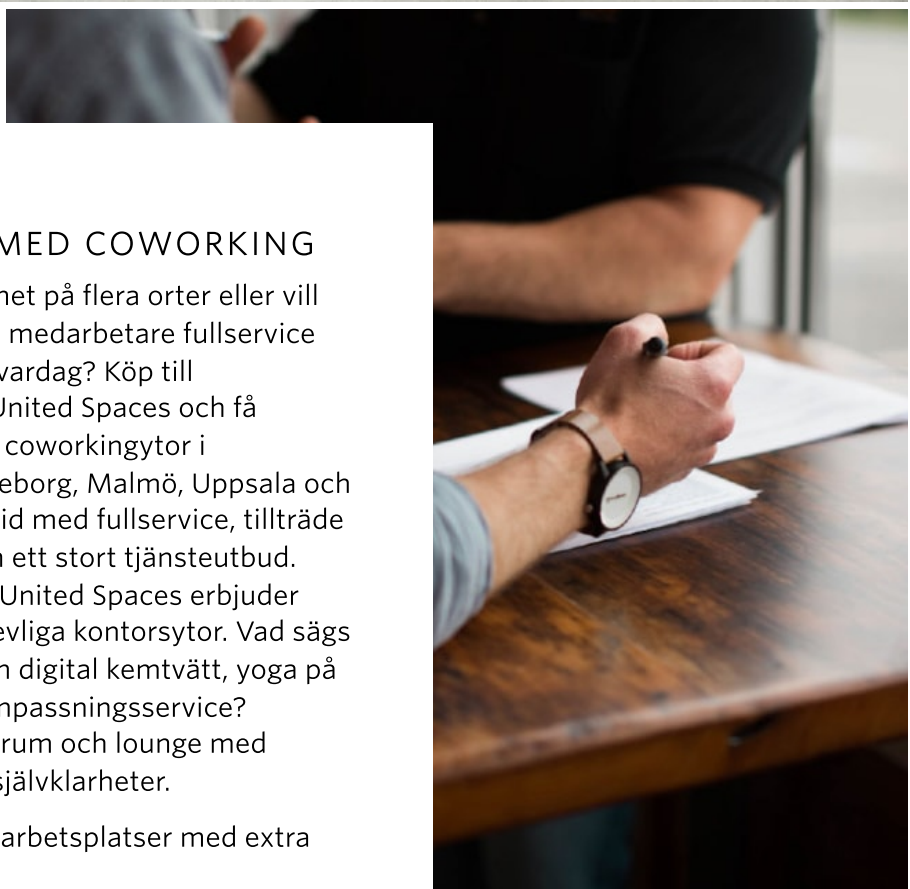 MED COWORKING
het på flera orter eller vill
medarbetare fullservice
vardag? Köp till
United Spaces och få
coworkingytor i
eborg, Malmö, Uppsala och
id med fullservice, tillträde
ett stort tjänsteutbud.
United Spaces erbjuder
evliga kontorsytor. Vad sägs
digital kemtvätt, yoga på
npassningsservice?
rum och lounge med
självklarheter.
arbetsplatser med extra